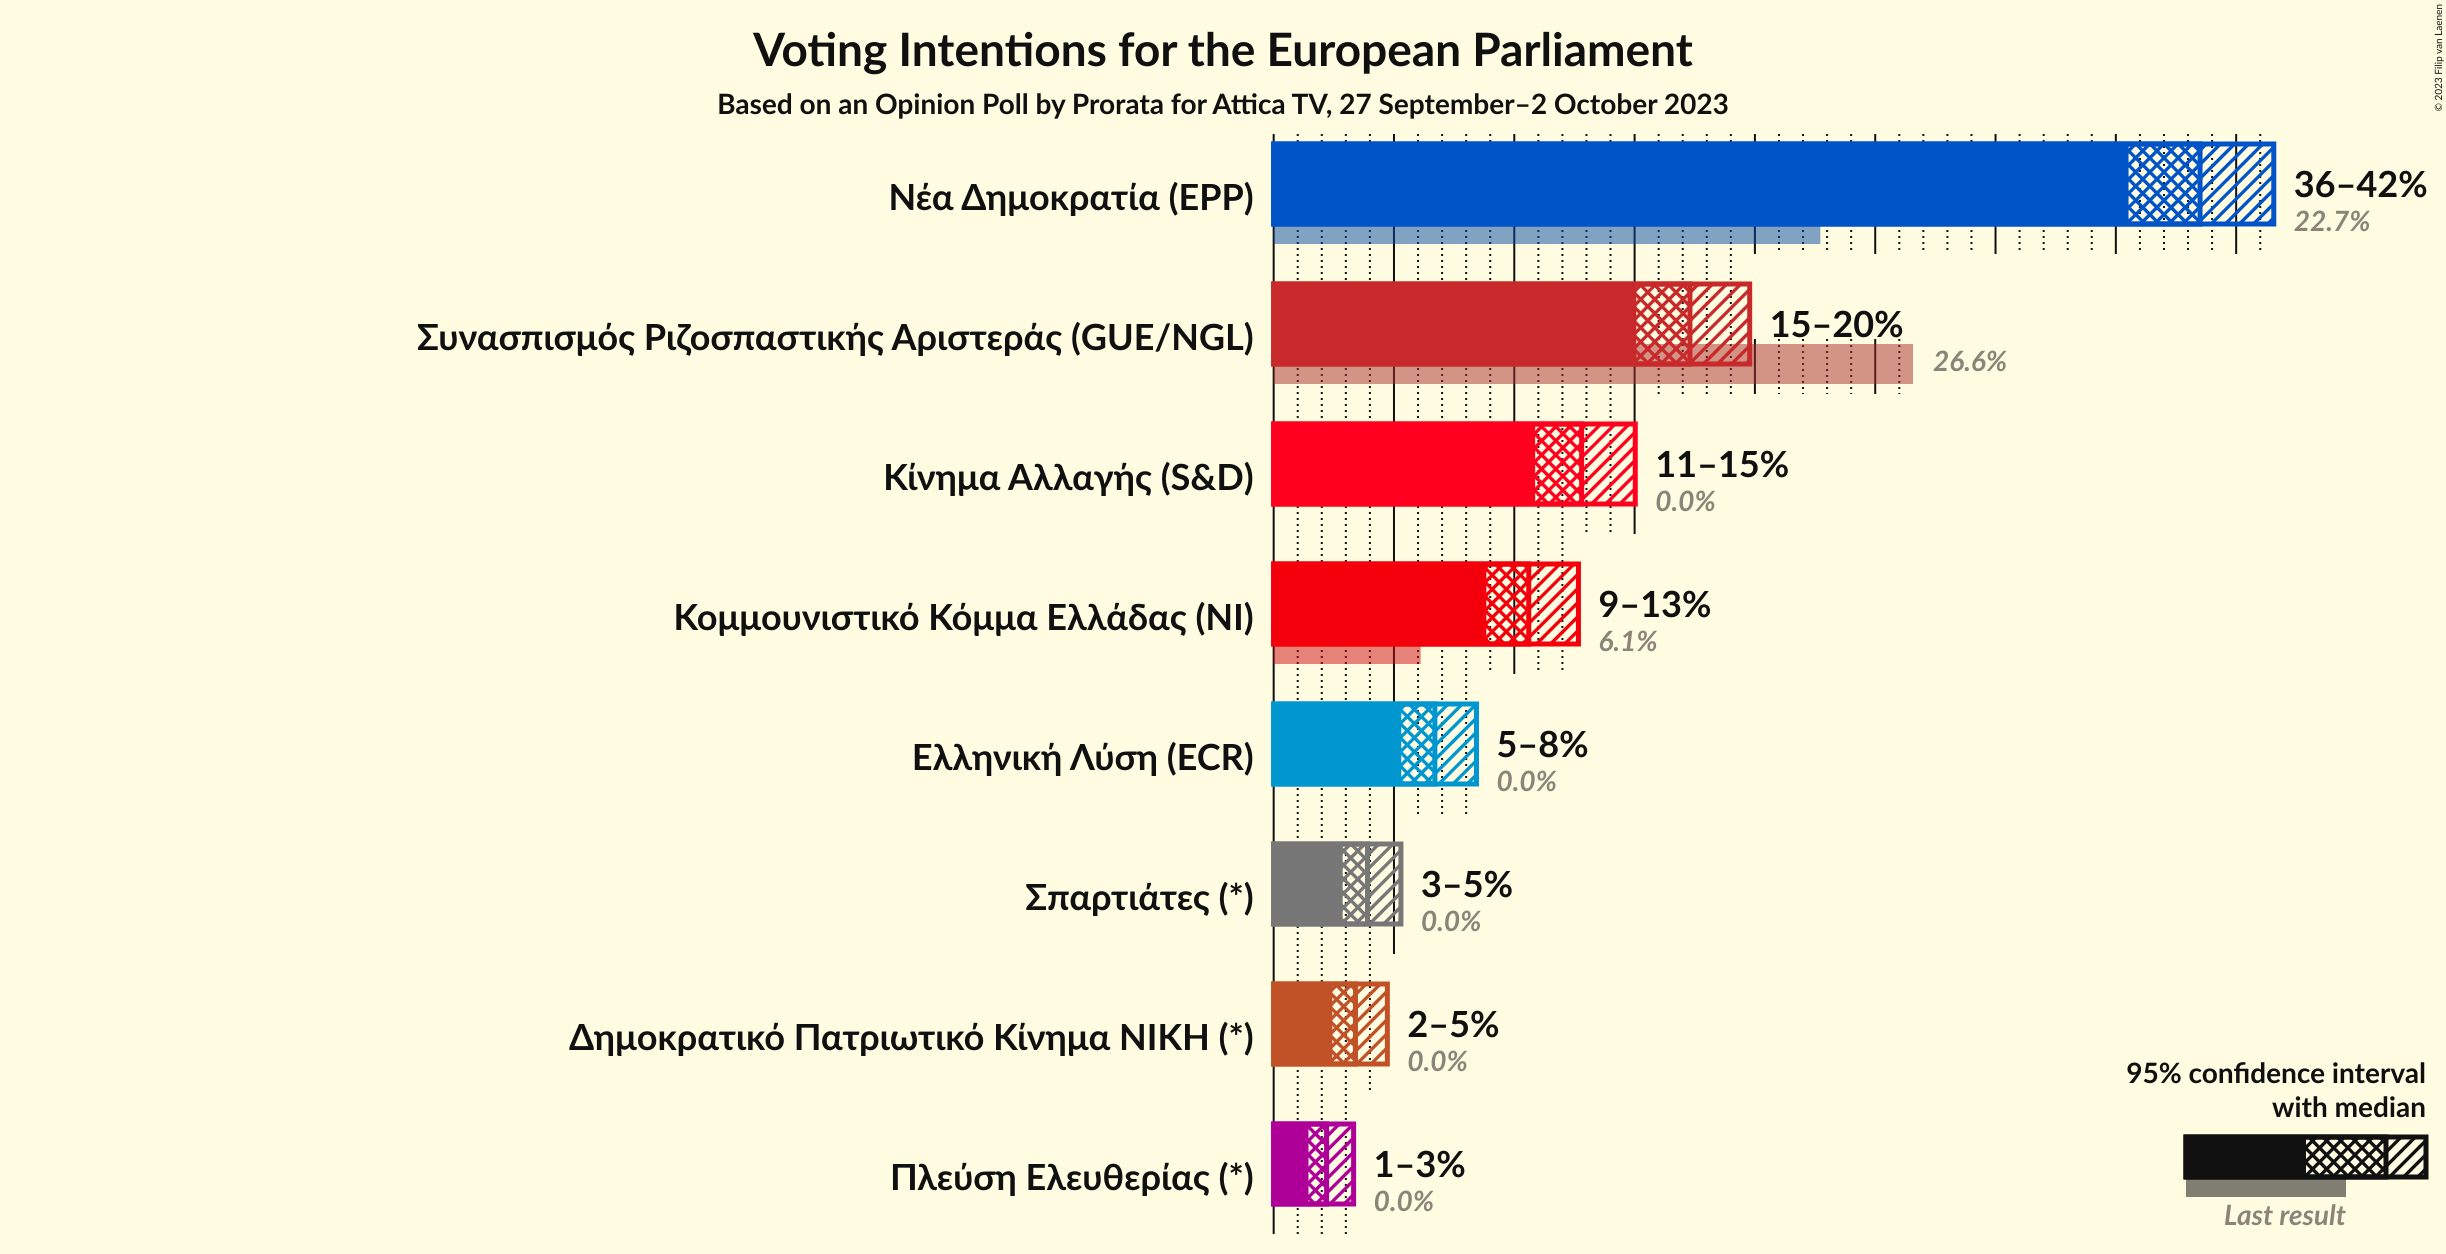 © 2023 Filip van Laenen
Voting Intentions for the European Parliament
Based on an Opinion Poll by Prorata for Attica TV, 27 September–2 October 2023
Νέα Δημοκρατία (EPP)
36–42%
22.7%
Συνασπισμός Ριζοσπαστικής Αριστεράς (GUE/NGL)
15–20%
26.6%
Κίνημα Αλλαγής (S&D)
11–15%
0.0%
Κομμουνιστικό Κόμμα Ελλάδας (NI)
9–13%
6.1%
Ελληνική Λύση (ECR)
5–8%
0.0%
Σπαρτιάτες (*)
3–5%
0.0%
Δημοκρατικό Πατριωτικό Κίνημα ΝΙΚΗ (*)
2–5%
0.0%
Πλεύση Ελευθερίας (*)
1–3%
0.0%
95% confidence interval
with median
Last result